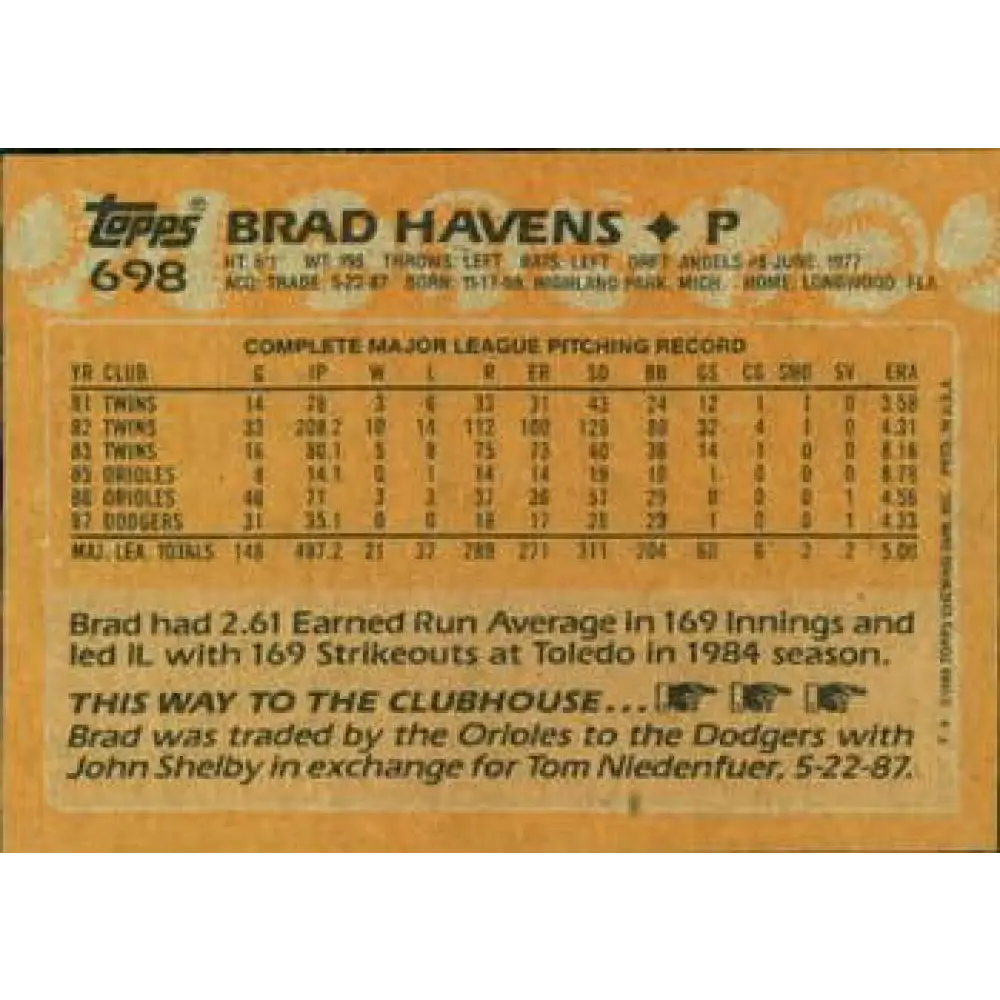 Topps® BRAD HAVENS ♦ P
698
HT. 6'1" WT. 196 THROWS: LEFT BATS: LEFT DRFT: ANGELS #8-JUNE, 1977
ACQ: TRADE, 5-22-87 BORN: 11-17-59, HIGHLAND PARK, MICH. HOME: LONGWOOD, FLA.
COMPLETE MAJOR LEAGUE PITCHING RECORD
YR CLUB G IP W L R ER SO BB GS CG SHO SV ERA
81 TWINS 14 78 3 6 33 31 43 24 12 1 1 0 3.58
82 TWINS 33 208.2 10 14 112 100 129 80 32 4 1 0 4.31
83 TWINS 16 80.1 5 8 75 73 40 38 14 1 0 0 8.18
85 ORIOLES 8 14.1 0 1 14 14 19 10 1 0 0 0 8.79
86 ORIOLES 46 71 3 3 37 36 57 29 0 0 0 1 4.56
87 DODGERS 31 35.1 0 0 18 17 28 23 1 0 0 1 4.33
MAJ. LEA. TOTALS 148 487.2 21 32 289 271 311 204 60 6 2 2 5.00
Brad had 2.61 Earned Run Average in 169 Innings and
led IL with 169 Strikeouts at Toledo in 1984 season.
THIS WAY TO THE CLUBHOUSE...
Brad was traded by the Orioles to the Dodgers with
John Shelby in exchange for Tom Niedenfuer, 5-22-87.